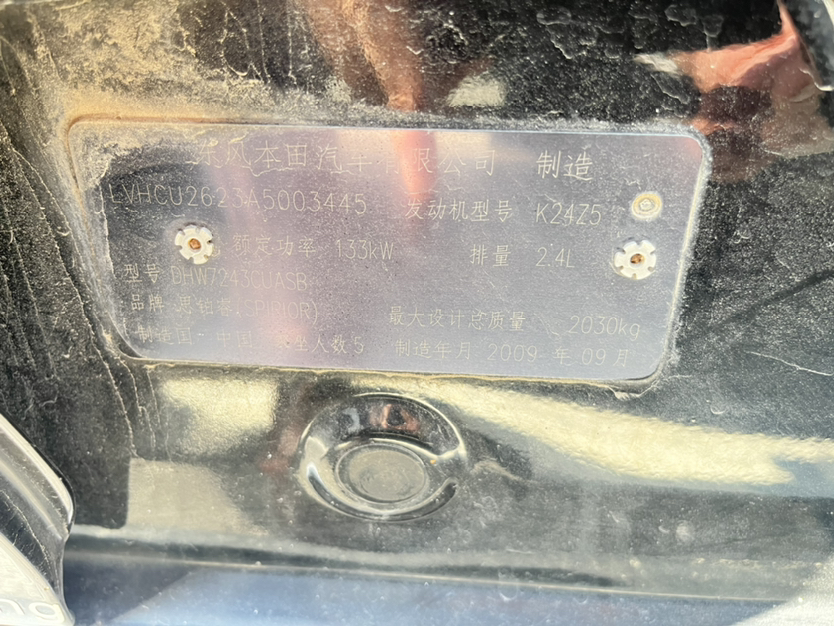 东风本田汽车有限公司 制造
LVHCU2623A5003445 发动机型号 K24Z5
额定功率 133kW 排量 2.4L
型号 DHW7243CUASB
品牌 思铂睿(SPIRIOR) 最大设计总质量 2030kg
制造国 中国 乘坐人数 5 制造年月 2009 年 09 月
ng